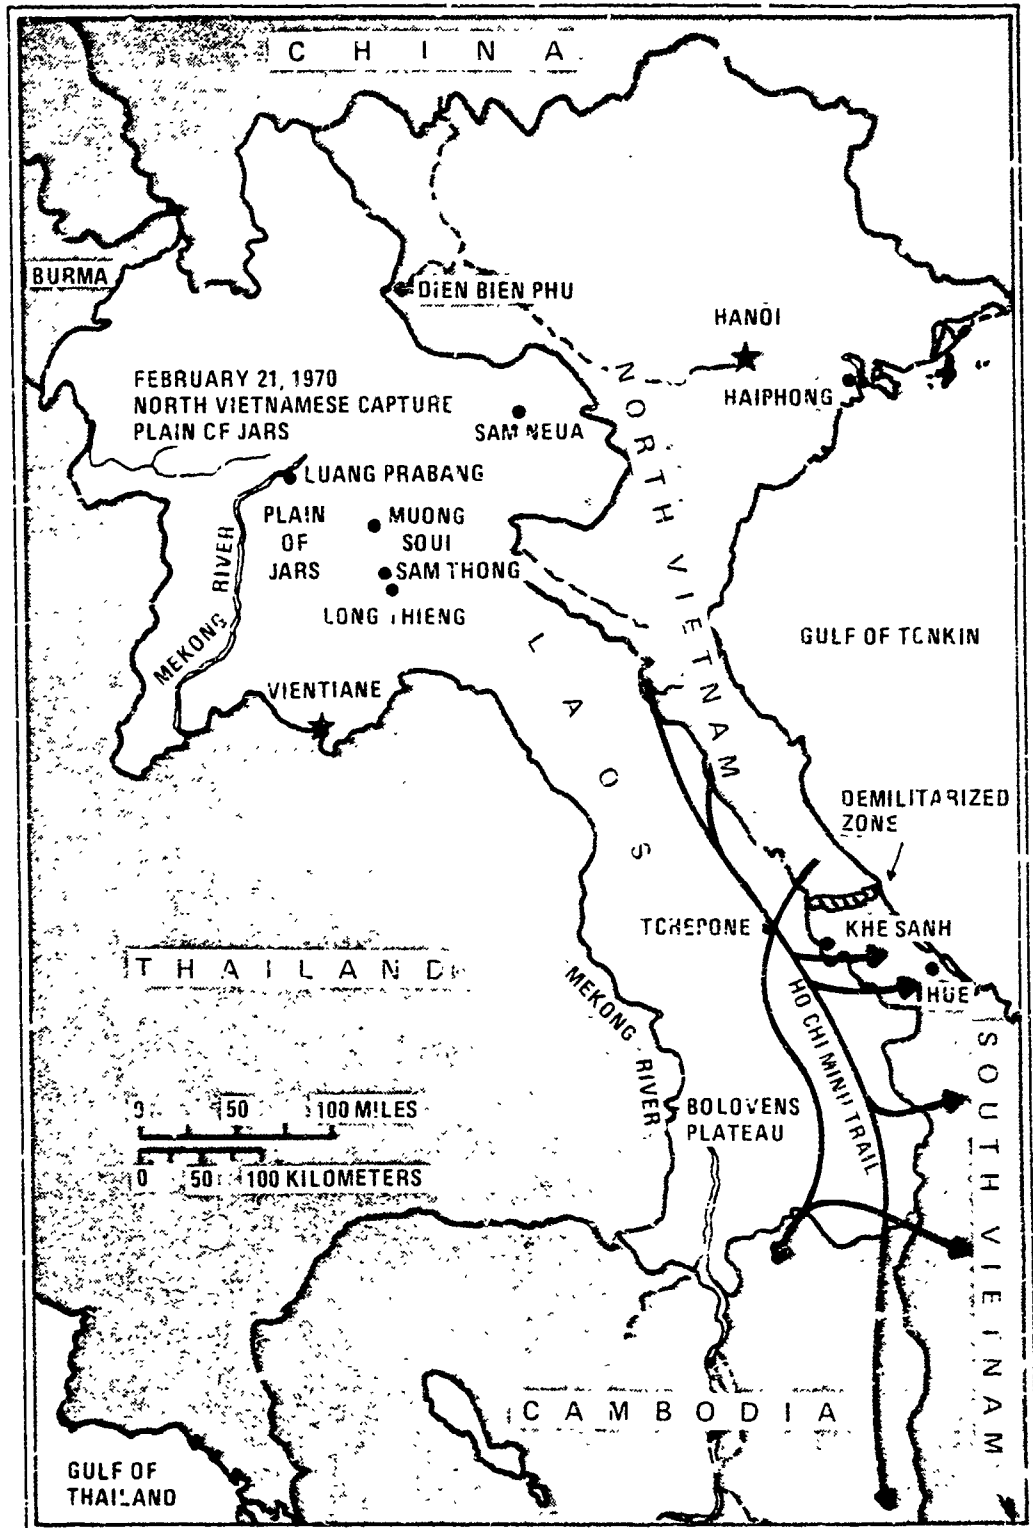 CHINA
BURMA
DIEN BIEN PHU
HANOI
HAIPHONG
FEBRUARY 21, 1970
NORTH VIETNAMESE CAPTURE
PLAIN OF JARS
SAM NEUA
NORTH VIETNAM
LUANG PRABANG
PLAIN
OF
JARS
MUONG
SOUI
SAM THONG
LONG THIENG
MEKONG RIVER
GULF OF TONKIN
VIENTIANE
LAOS
DEMILITARIZED
ZONE
TCHEPONE
KHE SANH
HUE
THAILAND
MEKONG RIVER
HO CHI MINH TRAIL
SOUTH VIETNAM
0 50 100 MILES
0 50 100 KILOMETERS
BOLOVENS
PLATEAU
CAMBODIA
GULF OF
THAILAND